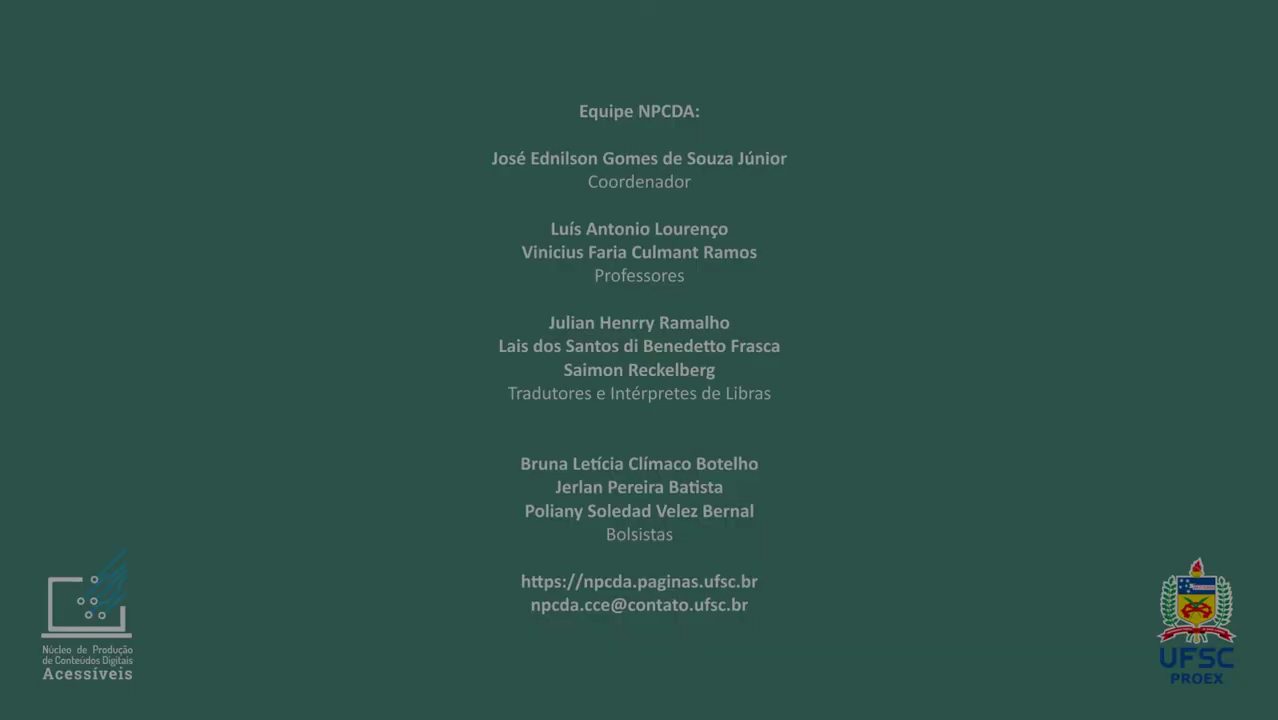 Equipe NPCDA:
José Ednilson Gomes de Souza Júnior
Coordenador
Luís Antonio Lourenço
Vinicius Faria Culmant Ramos
Professores
Julian Henrry Ramalho
Lais dos Santos di Benedetto Frasca
Saimon Reckelberg
Tradutores e Intérpretes de Libras
Bruna Letícia Clímaco Botelho
Jerlan Pereira Batista
Poliany Soledad Velez Bernal
Bolsistas
https://npcda.paginas.ufsc.br
npcda.cce@contato.ufsc.br
Núcleo de Produção
de Conteúdos Digitais
Acessíveis
UFSC
PROEX